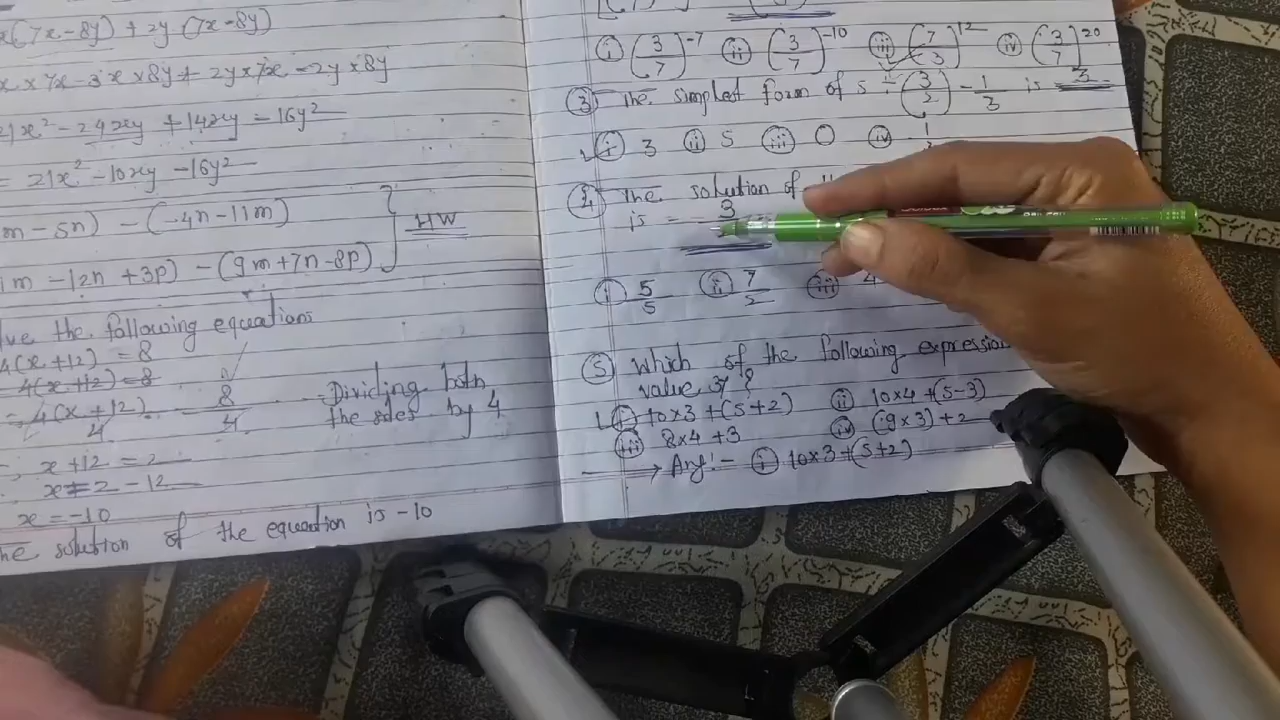 x(7x-8y) + 2y (7x-8y)
x × 7x - 3x × 8y + 2y × 7x - 2y × 8y
21x² - 24xy + 14xy - 16y²
= 21x² - 10xy - 16y²
m - 5n) - (-4n - 11m)
m - 12n + 3p) - (9m + 7n - 8p)
HW
the following equations
4(x+12) = 8
4(x+12) = 8
4(x+12)/4 8/4 - Dividing both the sides by 4
x + 12 = 2
x = 2 - 12
x = -10
The solution of the equation is -10
(i) (3/7)^-7 (ii) (3/7)^-10 (iii) (7/3)^12 (iv) (3/7)^20
(3) The simplest form of 5 ÷ (3/2) - 1/3 is 3
(i) 3 (ii) 5 (iii) 0 (iv) 1/3
(4) The solution of
is = 3
(i) 5/5 (ii) 7/2 (iii) 4
(5) Which of the following expression
value 37?
(i) 10×3 + (5+2) (ii) 10×4 + (5-3)
(iii) 8×4 + 3 (iv) (9×3) + 2
Ans:- (i) 10×3 + (5+2)